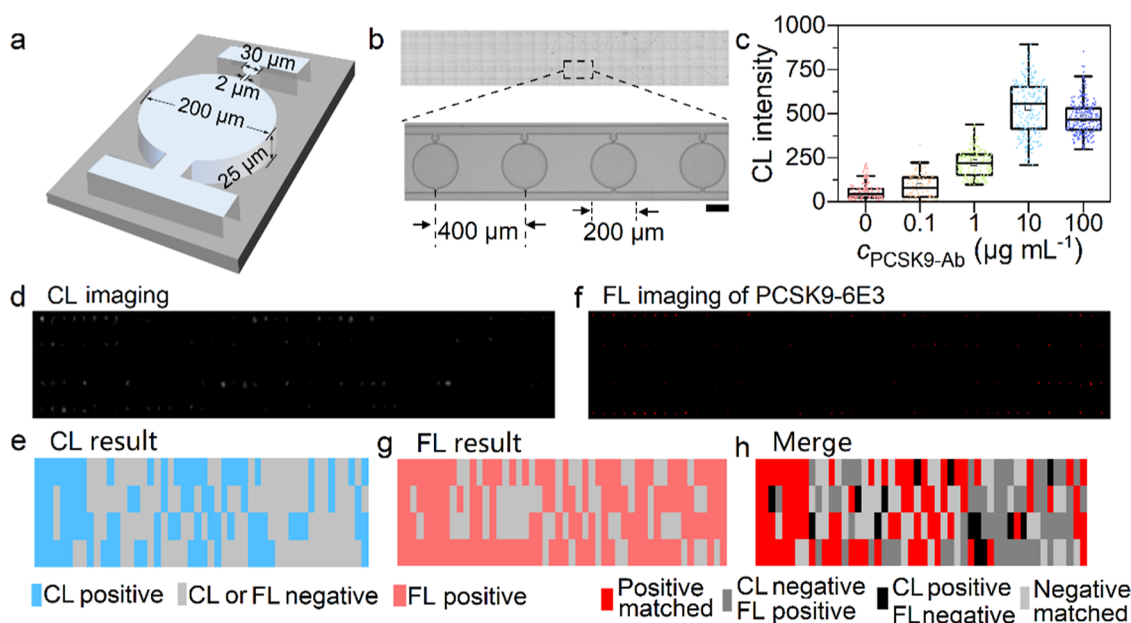 a
30 µm
2 µm
200 µm
25 µm
b
400 µm
200 µm
c
CL intensity
1000
750
500
250
0
0 0.1 1 10 100
cPCSK9-Ab (µg mL⁻¹)
d CL imaging
f FL imaging of PCSK9-6E3
e CL result
g FL result
h Merge
CL positive
CL or FL negative
FL positive
Positive
matched
CL negative
FL positive
CL positive
FL negative
Negative
matched